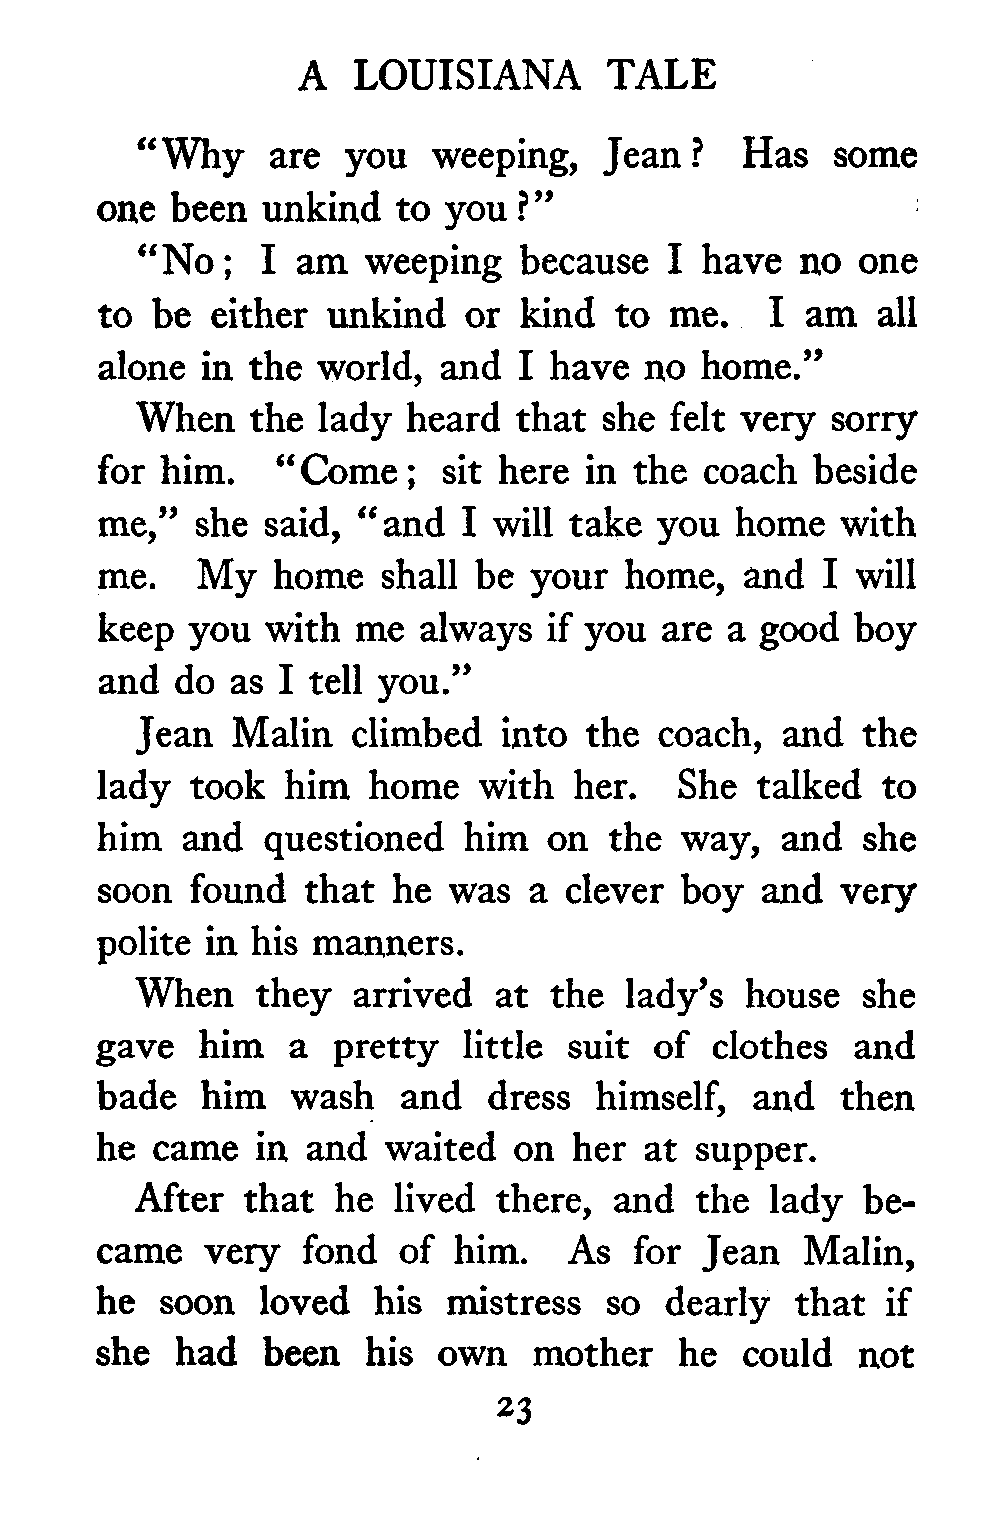 A LOUISIANA TALE
“Why are you weeping, Jean? Has some
one been unkind to you?”
“No; I am weeping because I have no one
to be either unkind or kind to me. I am all
alone in the world, and I have no home.”
When the lady heard that she felt very sorry
for him. “Come; sit here in the coach beside
me,” she said, “and I will take you home with
me. My home shall be your home, and I will
keep you with me always if you are a good boy
and do as I tell you.”
Jean Malin climbed into the coach, and the
lady took him home with her. She talked to
him and questioned him on the way, and she
soon found that he was a clever boy and very
polite in his manners.
When they arrived at the lady’s house she
gave him a pretty little suit of clothes and
bade him wash and dress himself, and then
he came in and waited on her at supper.
After that he lived there, and the lady be-
came very fond of him. As for Jean Malin,
he soon loved his mistress so dearly that if
she had been his own mother he could not
23